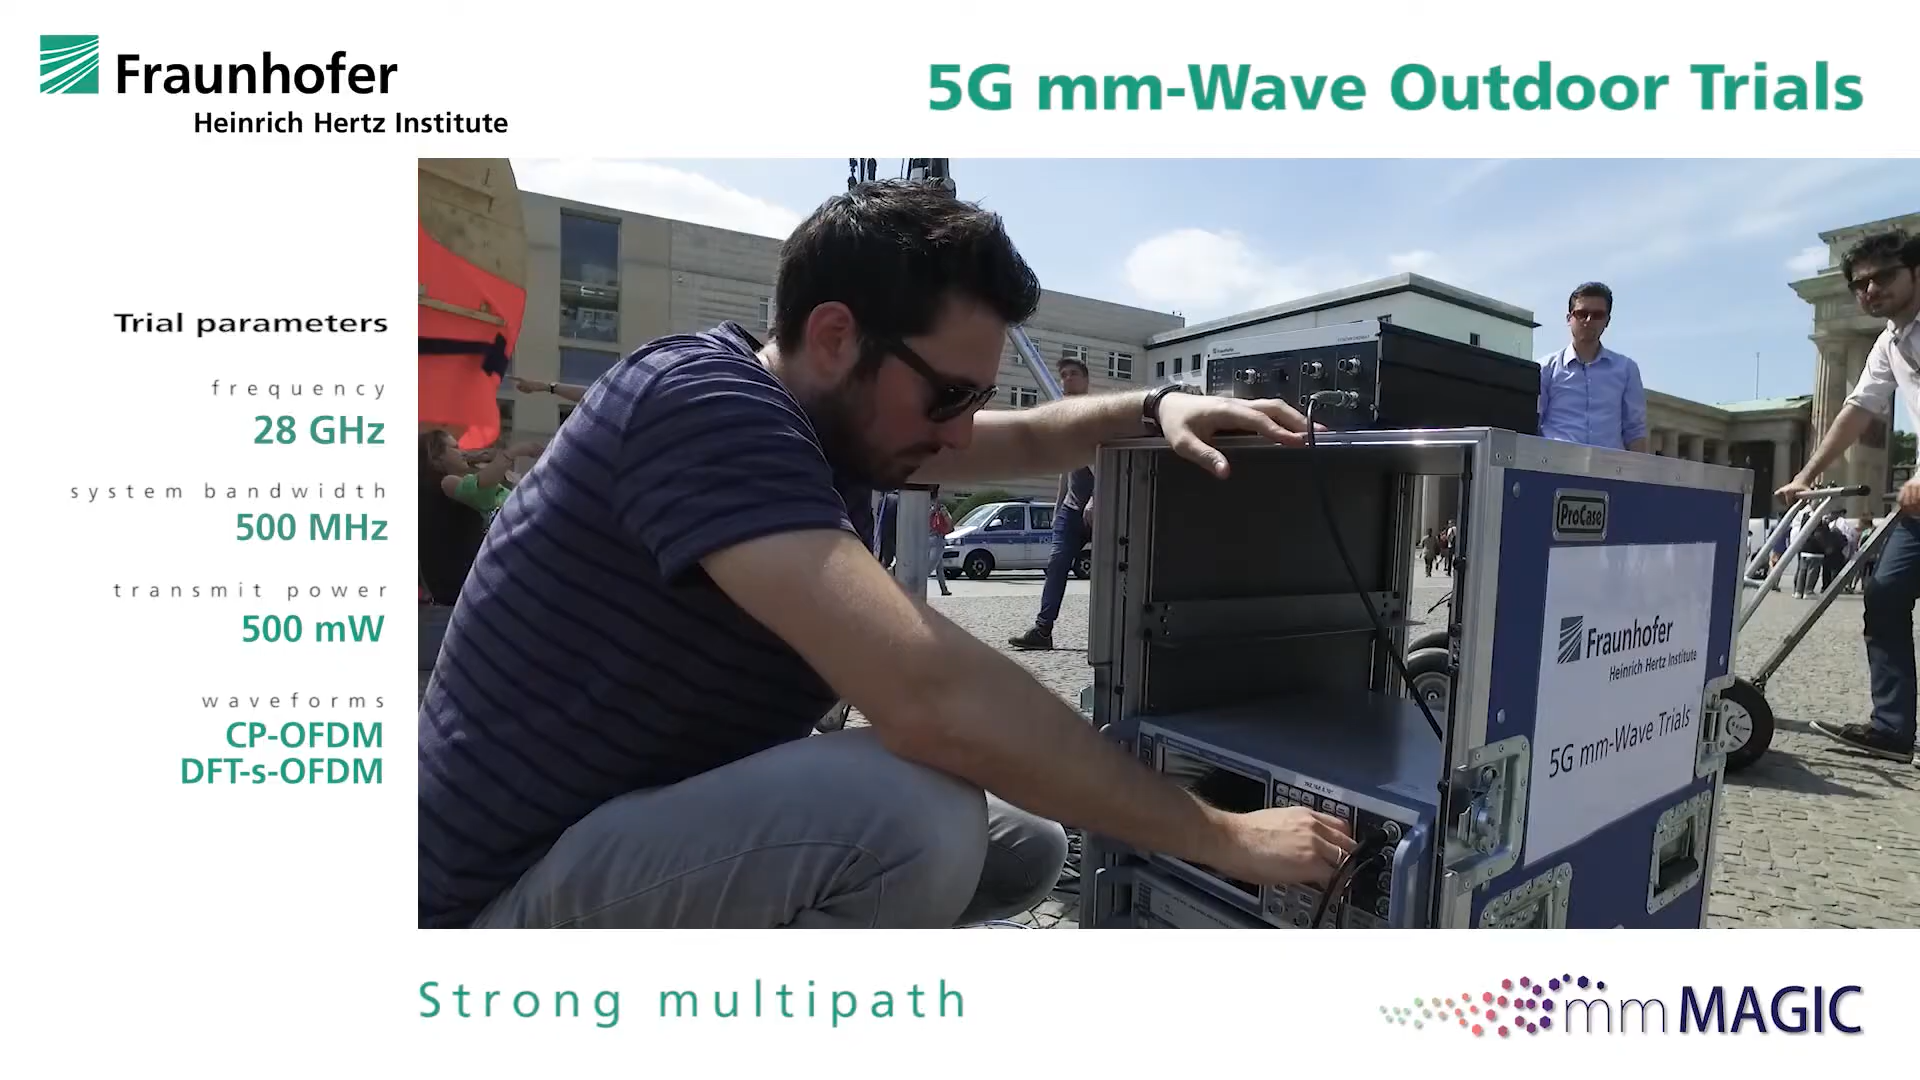 Fraunhofer
Heinrich Hertz Institute
5G mm-Wave Outdoor Trials
Trial parameters
frequency
28 GHz
system bandwidth
500 MHz
transmit power
500 mW
waveforms
CP-OFDM
DFT-s-OFDM
ProCase
Fraunhofer
Heinrich Hertz Institute
5G mm-Wave Trials
Strong multipath
mmMAGIC